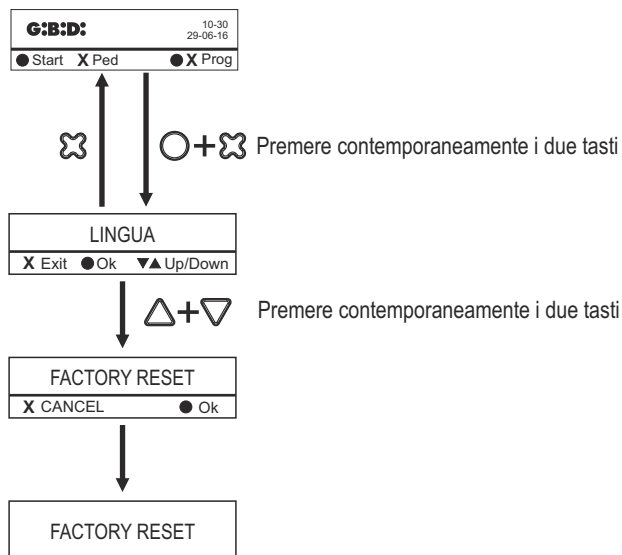 G:B:D:
10-30
29-06-16
● Start X Ped ● X Prog
Premere contemporaneamente i due tasti
LINGUA
X Exit ● Ok ▼▲ Up/Down
Premere contemporaneamente i due tasti
FACTORY RESET
X CANCEL ● Ok
FACTORY RESET